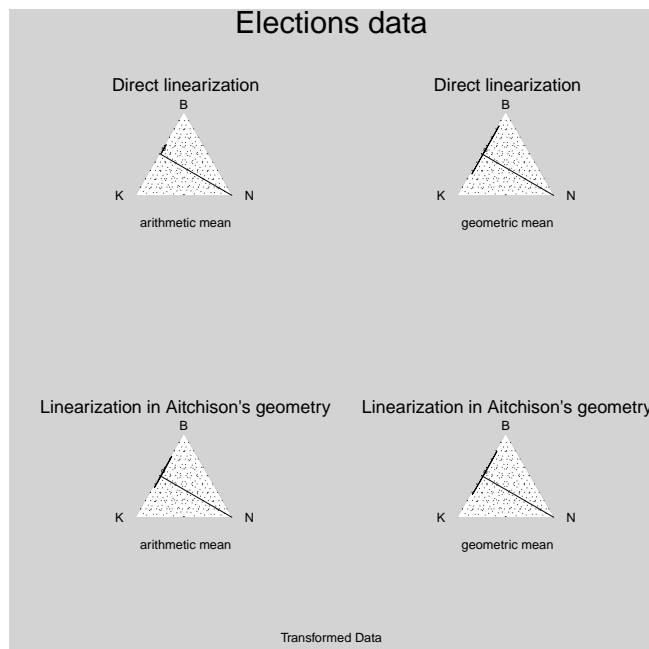 Elections data
Direct linearization
B
K
N
arithmetic mean
Direct linearization
B
K
N
geometric mean
Linearization in Aitchison's geometry
B
K
N
arithmetic mean
Linearization in Aitchison's geometry
B
K
N
geometric mean
Transformed Data